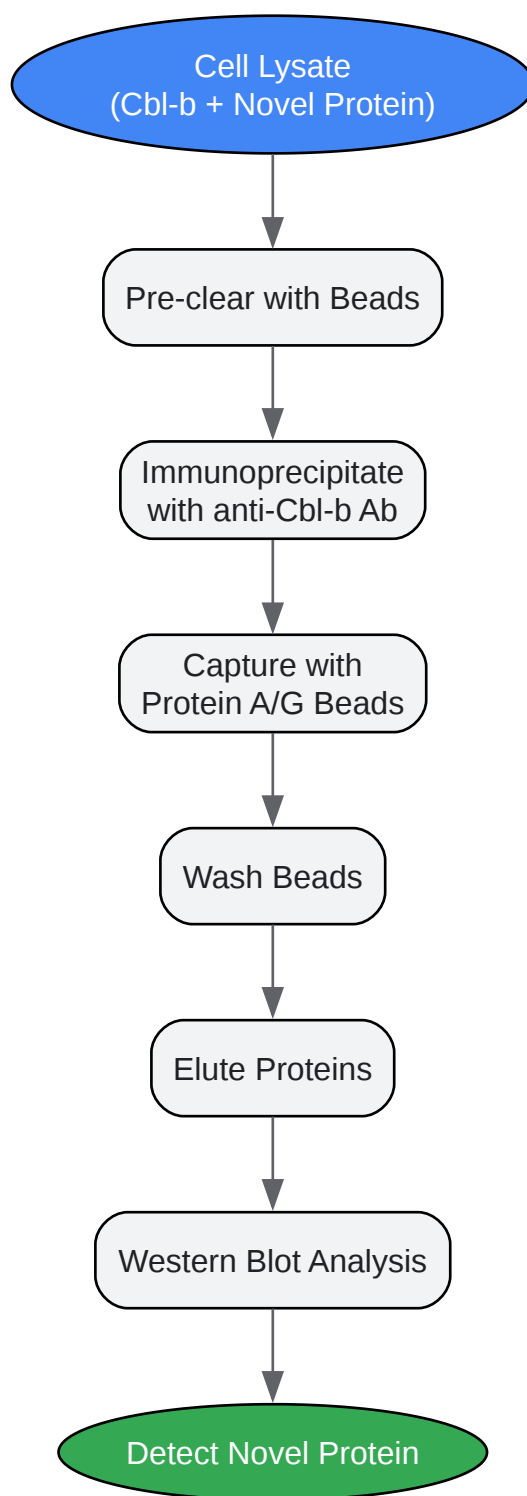 Cell Lysate
(Cbl-b + Novel Protein)
Pre-clear with Beads
Immunoprecipitate
with anti-Cbl-b Ab
Capture with
Protein A/G Beads
Wash Beads
Elute Proteins
Western Blot Analysis
Detect Novel Protein